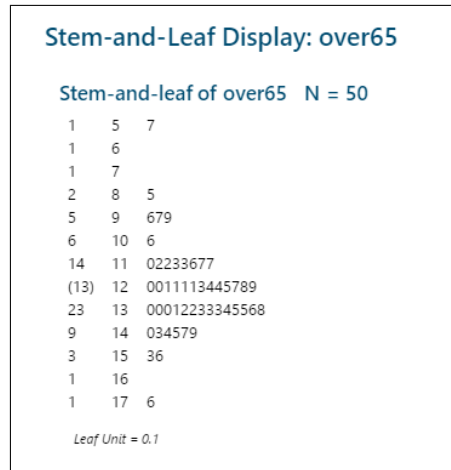 Stem-and-Leaf Display: over65
Stem-and-leaf of over65 N = 50
1 5 7
1 6
1 7
2 8 5
5 9 679
6 10 6
14 11 02233677
(13) 12 0011113445789
23 13 00012233345568
9 14 034579
3 15 36
1 16
1 17 6
Leaf Unit = 0.1